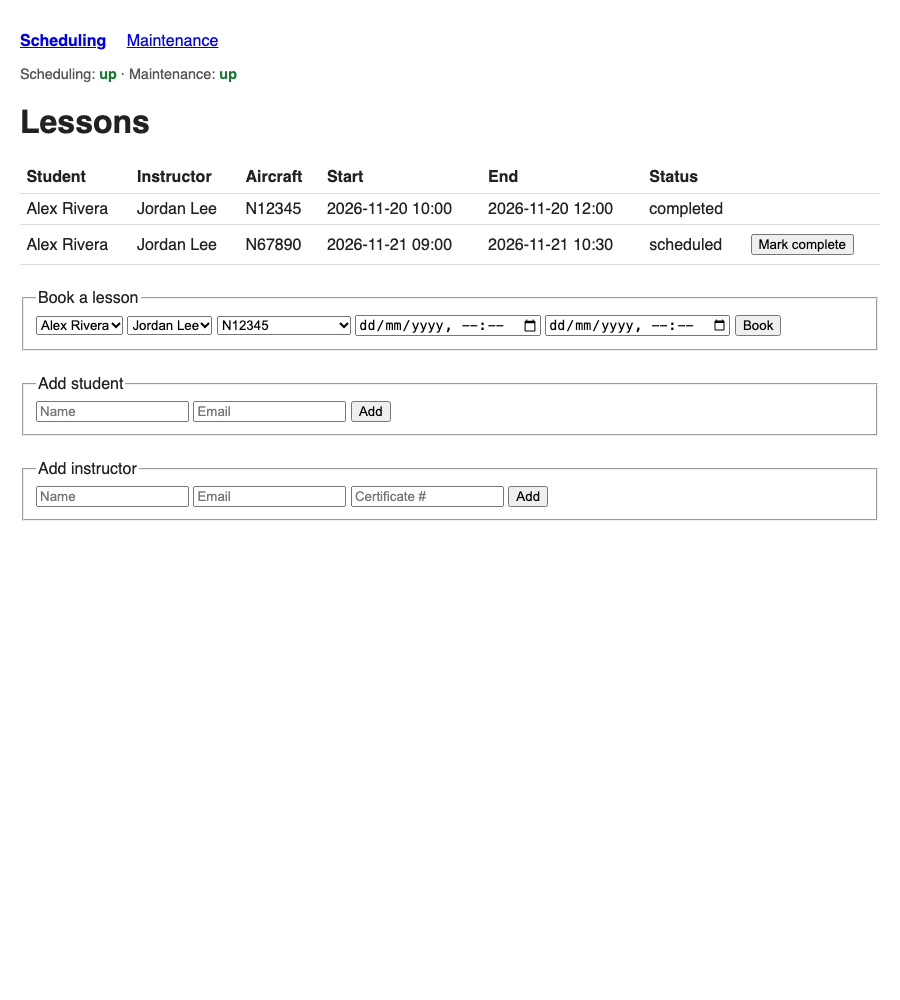 Scheduling Maintenance
Scheduling: up · Maintenance: up
Lessons
Student Instructor Aircraft Start End Status
Alex Rivera Jordan Lee N12345 2026-11-20 10:00 2026-11-20 12:00 completed
Alex Rivera Jordan Lee N67890 2026-11-21 09:00 2026-11-21 10:30 scheduled Mark complete
Book a lesson
Alex Rivera Jordan Lee N12345 dd/mm/yyyy, --:-- dd/mm/yyyy, --:-- Book
Add student
Name Email Add
Add instructor
Name Email Certificate # Add